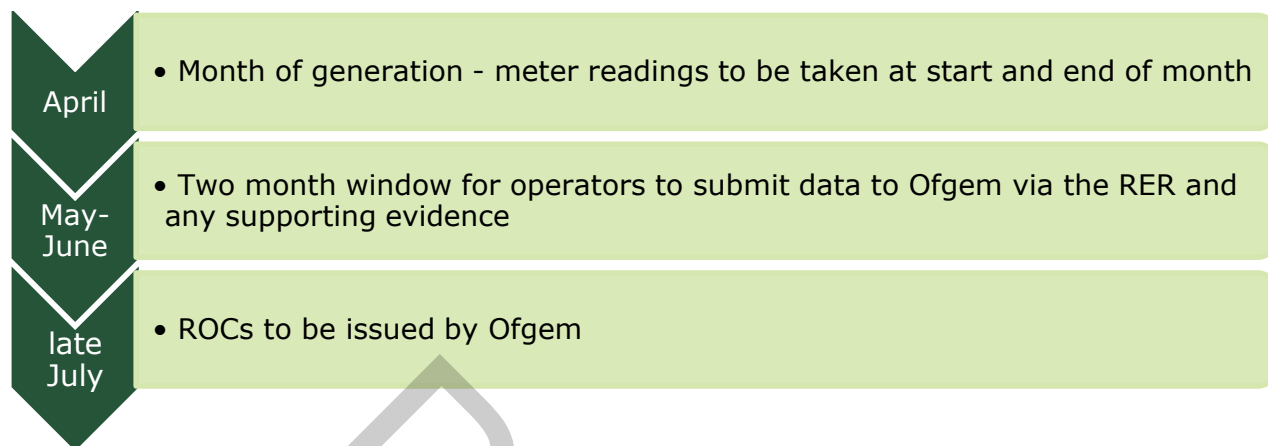 April
• Month of generation - meter readings to be taken at start and end of month
May-
June
• Two month window for operators to submit data to Ofgem via the RER and
any supporting evidence
late
July
• ROCs to be issued by Ofgem